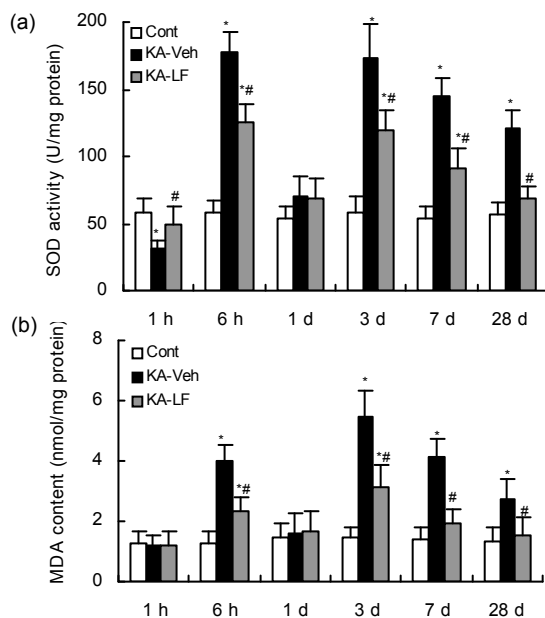 (a)
SOD activity (U/mg protein)
200
150
100
50
0
Cont
KA-Veh
KA-LF
*
#
*
*#
*
*#
*
*#
*
#
1 h 6 h 1 d 3 d 7 d 28 d
(b)
MDA content (nmol/mg protein)
8
6
4
2
0
Cont
KA-Veh
KA-LF
*
*#
*
*#
*
#
*
#
1 h 6 h 1 d 3 d 7 d 28 d